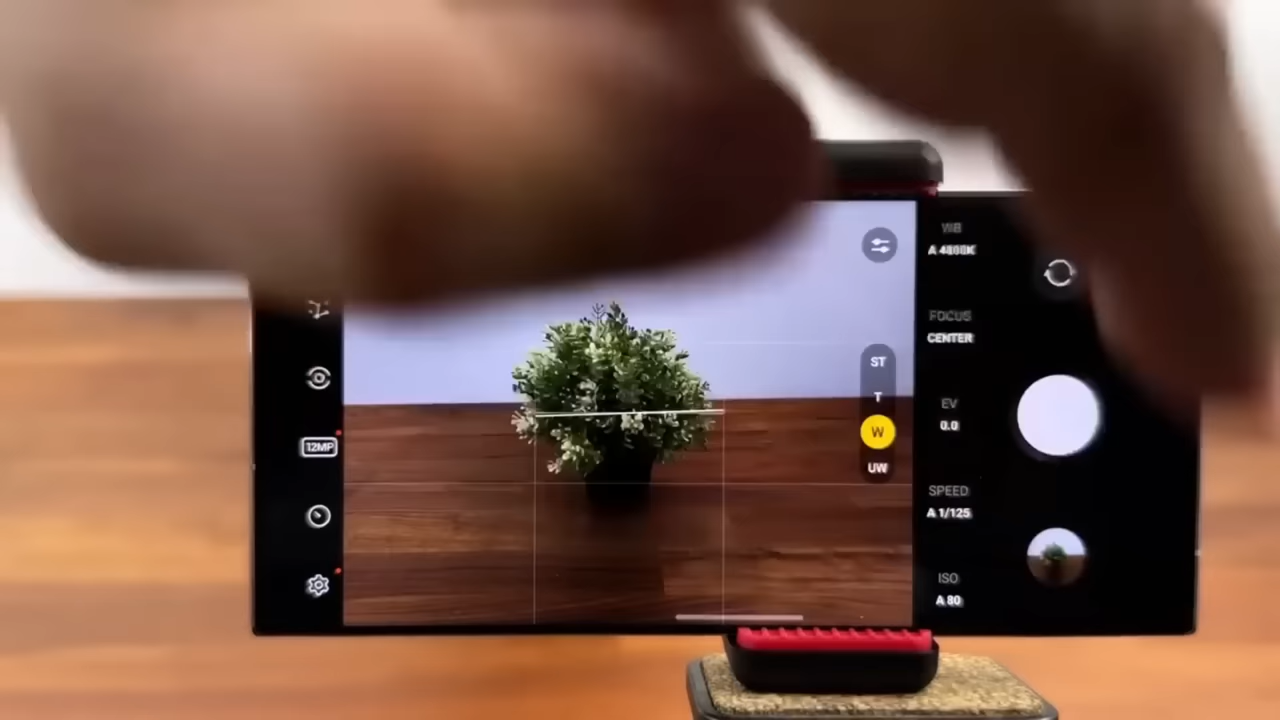 12MP
ST
T
W
UW
WB
A 4800K
FOCUS
CENTER
EV
0.0
SPEED
A 1/125
ISO
A 80